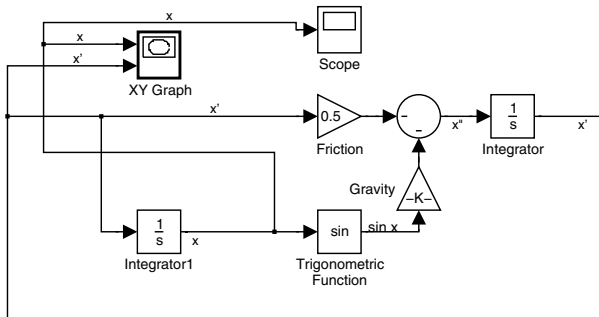 x
x
x'
XY Graph
Scope
x'
0.5
Friction
-
-
x"
1
s
Integrator
x'
Gravity
-K-
1
s
x
Integrator1
sin
sin x
Trigonometric
Function